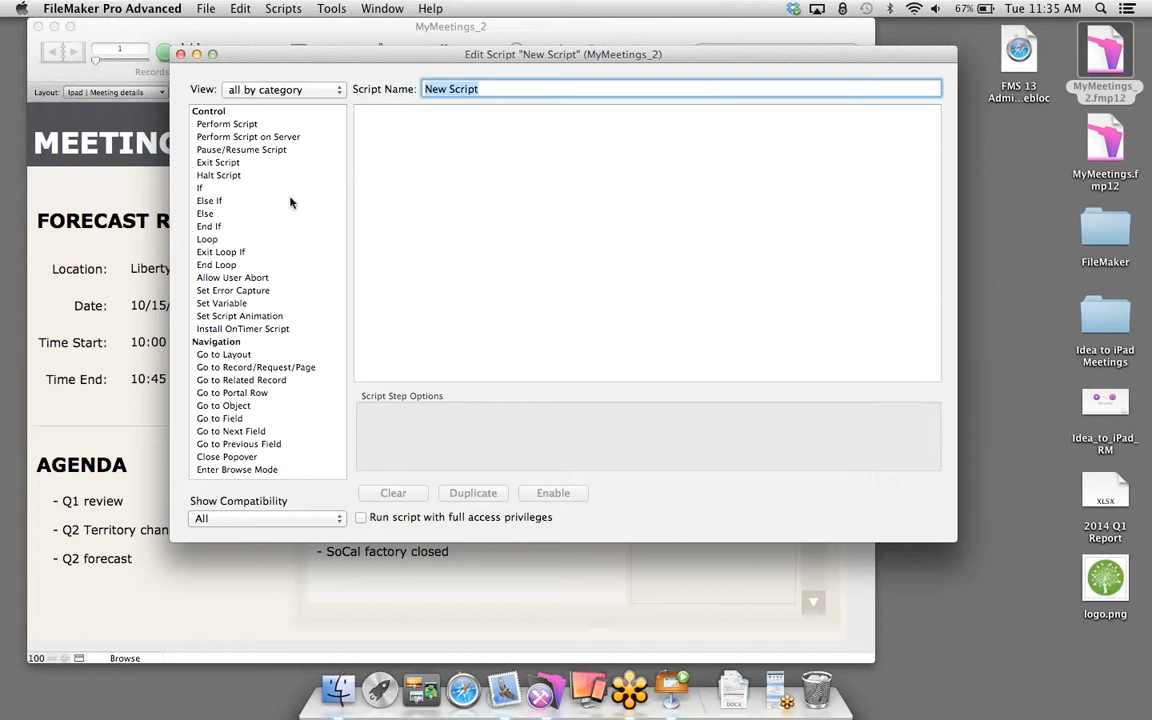 FileMaker Pro Advanced File Edit Scripts Tools Window Help 67% Tue 11:35 AM
MyMeetings_2
1
Records
Layout: Ipad | Meeting details
Edit Script "New Script" (MyMeetings_2)
View: all by category Script Name: New Script
Control
Perform Script
Perform Script on Server
Pause/Resume Script
Exit Script
Halt Script
If
Else If
Else
End If
Loop
Exit Loop If
End Loop
Allow User Abort
Set Error Capture
Set Variable
Set Script Animation
Install OnTimer Script
Navigation
Go to Layout
Go to Record/Request/Page
Go to Related Record
Go to Portal Row
Go to Object
Go to Field
Go to Next Field
Go to Previous Field
Close Popover
Enter Browse Mode
Script Step Options
Clear Duplicate Enable
Show Compatibility
All
Run script with full access privileges
MEETING
FORECAST R
Location: Liberty
Date: 10/15/
Time Start: 10:00
Time End: 10:45
AGENDA
- Q1 review
- Q2 Territory chan
- Q2 forecast
- SoCal factory closed
100 Browse
FMS 13
Admi...ebloc
MyMeetings_
2.fmp12
MyMeetings.f
mp12
FileMaker
Idea to iPad
Meetings
Idea_to_iPad_
RM
XLSX
2014 Q1
Report
logo.png
DOCX